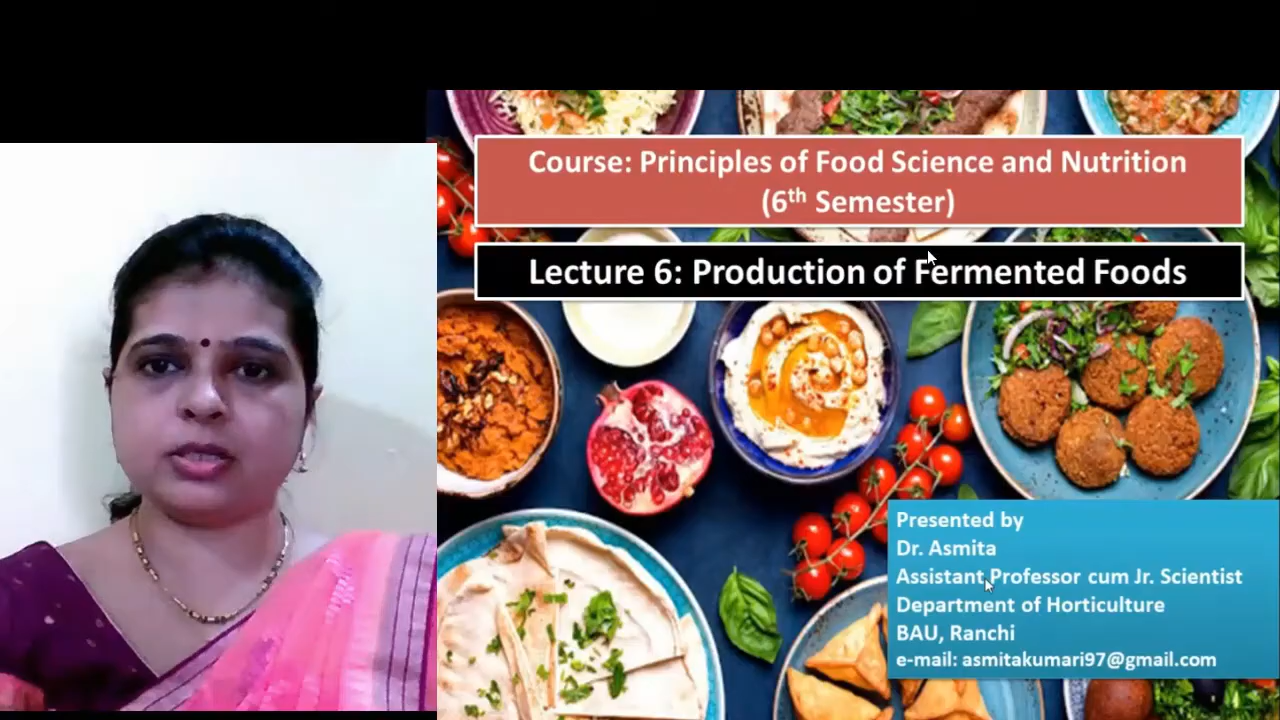 Course: Principles of Food Science and Nutrition
(6th Semester)
Lecture 6: Production of Fermented Foods
Presented by
Dr. Asmita
Assistant Professor cum Jr. Scientist
Department of Horticulture
BAU, Ranchi
e-mail: asmitakumari97@gmail.com